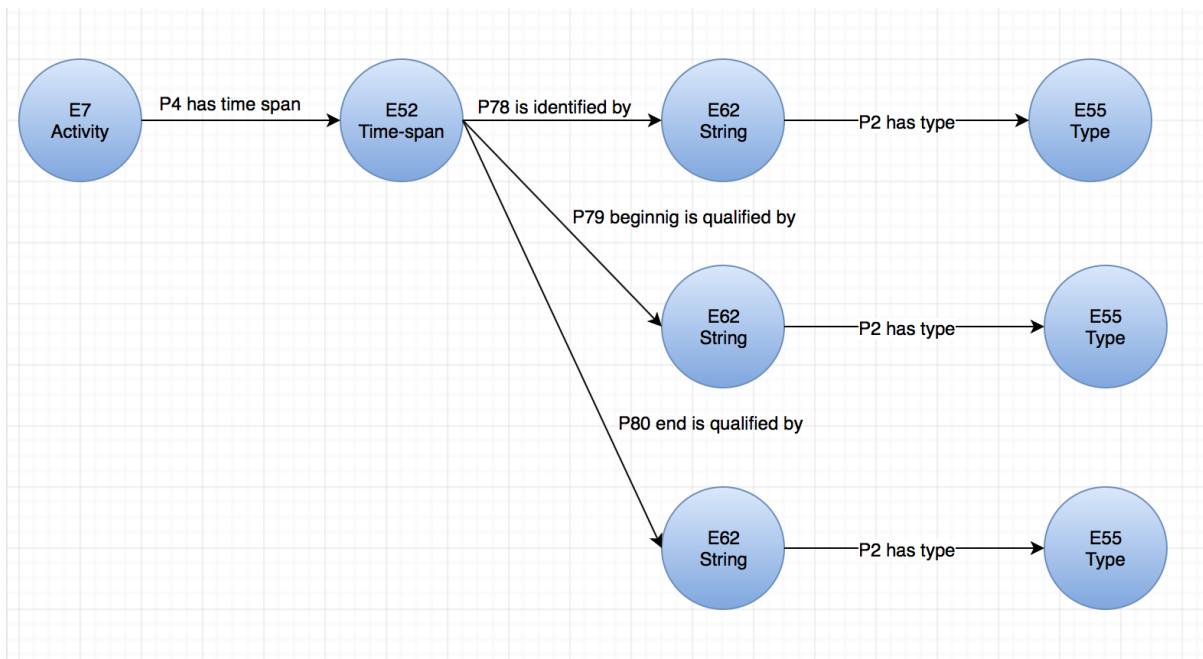 E7
Activity
P4 has time span
E52
Time-span
P78 is identified by
E62
String
P2 has type
E55
Type
P79 beginnig is qualified by
E62
String
P2 has type
E55
Type
P80 end is qualified by
E62
String
P2 has type
E55
Type